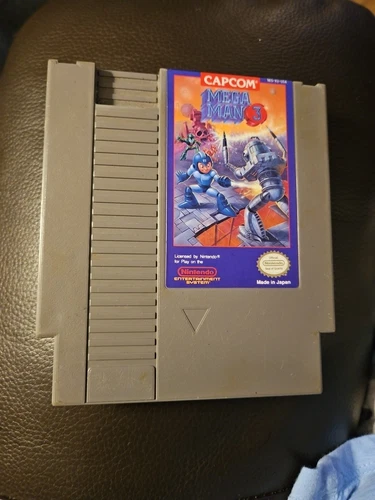 CAPCOM
MEGA
MAN 3
Licensed by Nintendo®
for Play on the
Nintendo
ENTERTAINMENT
SYSTEM
Made in Japan